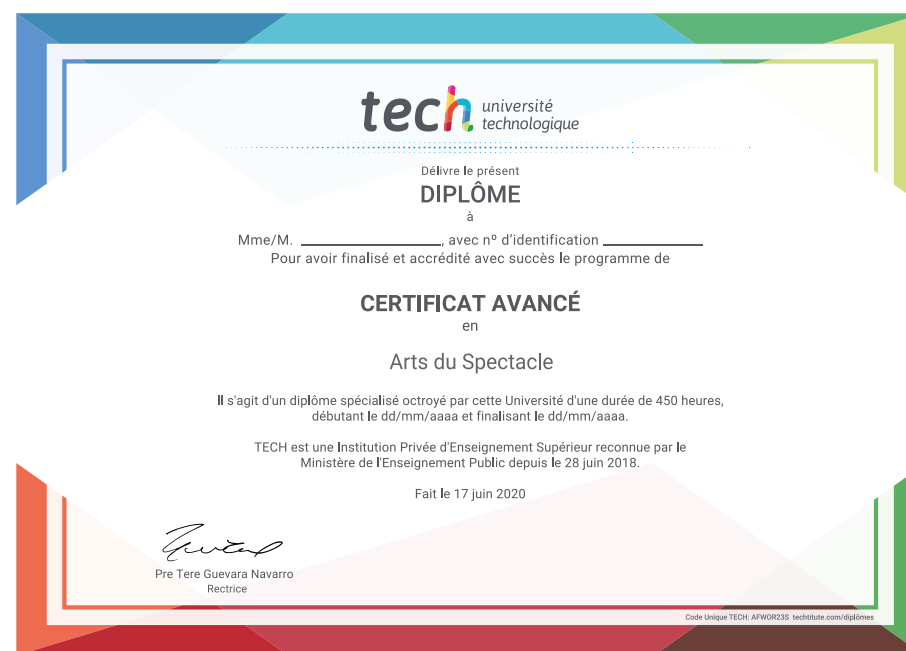 tech université
technologique
Délivre le présent
DIPLÔME
à
Mme/M. ____________________, avec nº d'identification ______________
Pour avoir finalisé et accrédité avec succès le programme de
CERTIFICAT AVANCÉ
en
Arts du Spectacle
Il s'agit d'un diplôme spécialisé octroyé par cette Université d'une durée de 450 heures,
débutant le dd/mm/aaaa et finalisant le dd/mm/aaaa.
TECH est une Institution Privée d'Enseignement Supérieur reconnue par le
Ministère de l'Enseignement Public depuis le 28 juin 2018.
Fait le 17 juin 2020
Pre Tere Guevara Navarro
Rectrice
Code Unique TECH: AFWOR23S techtitute.com/diplômes